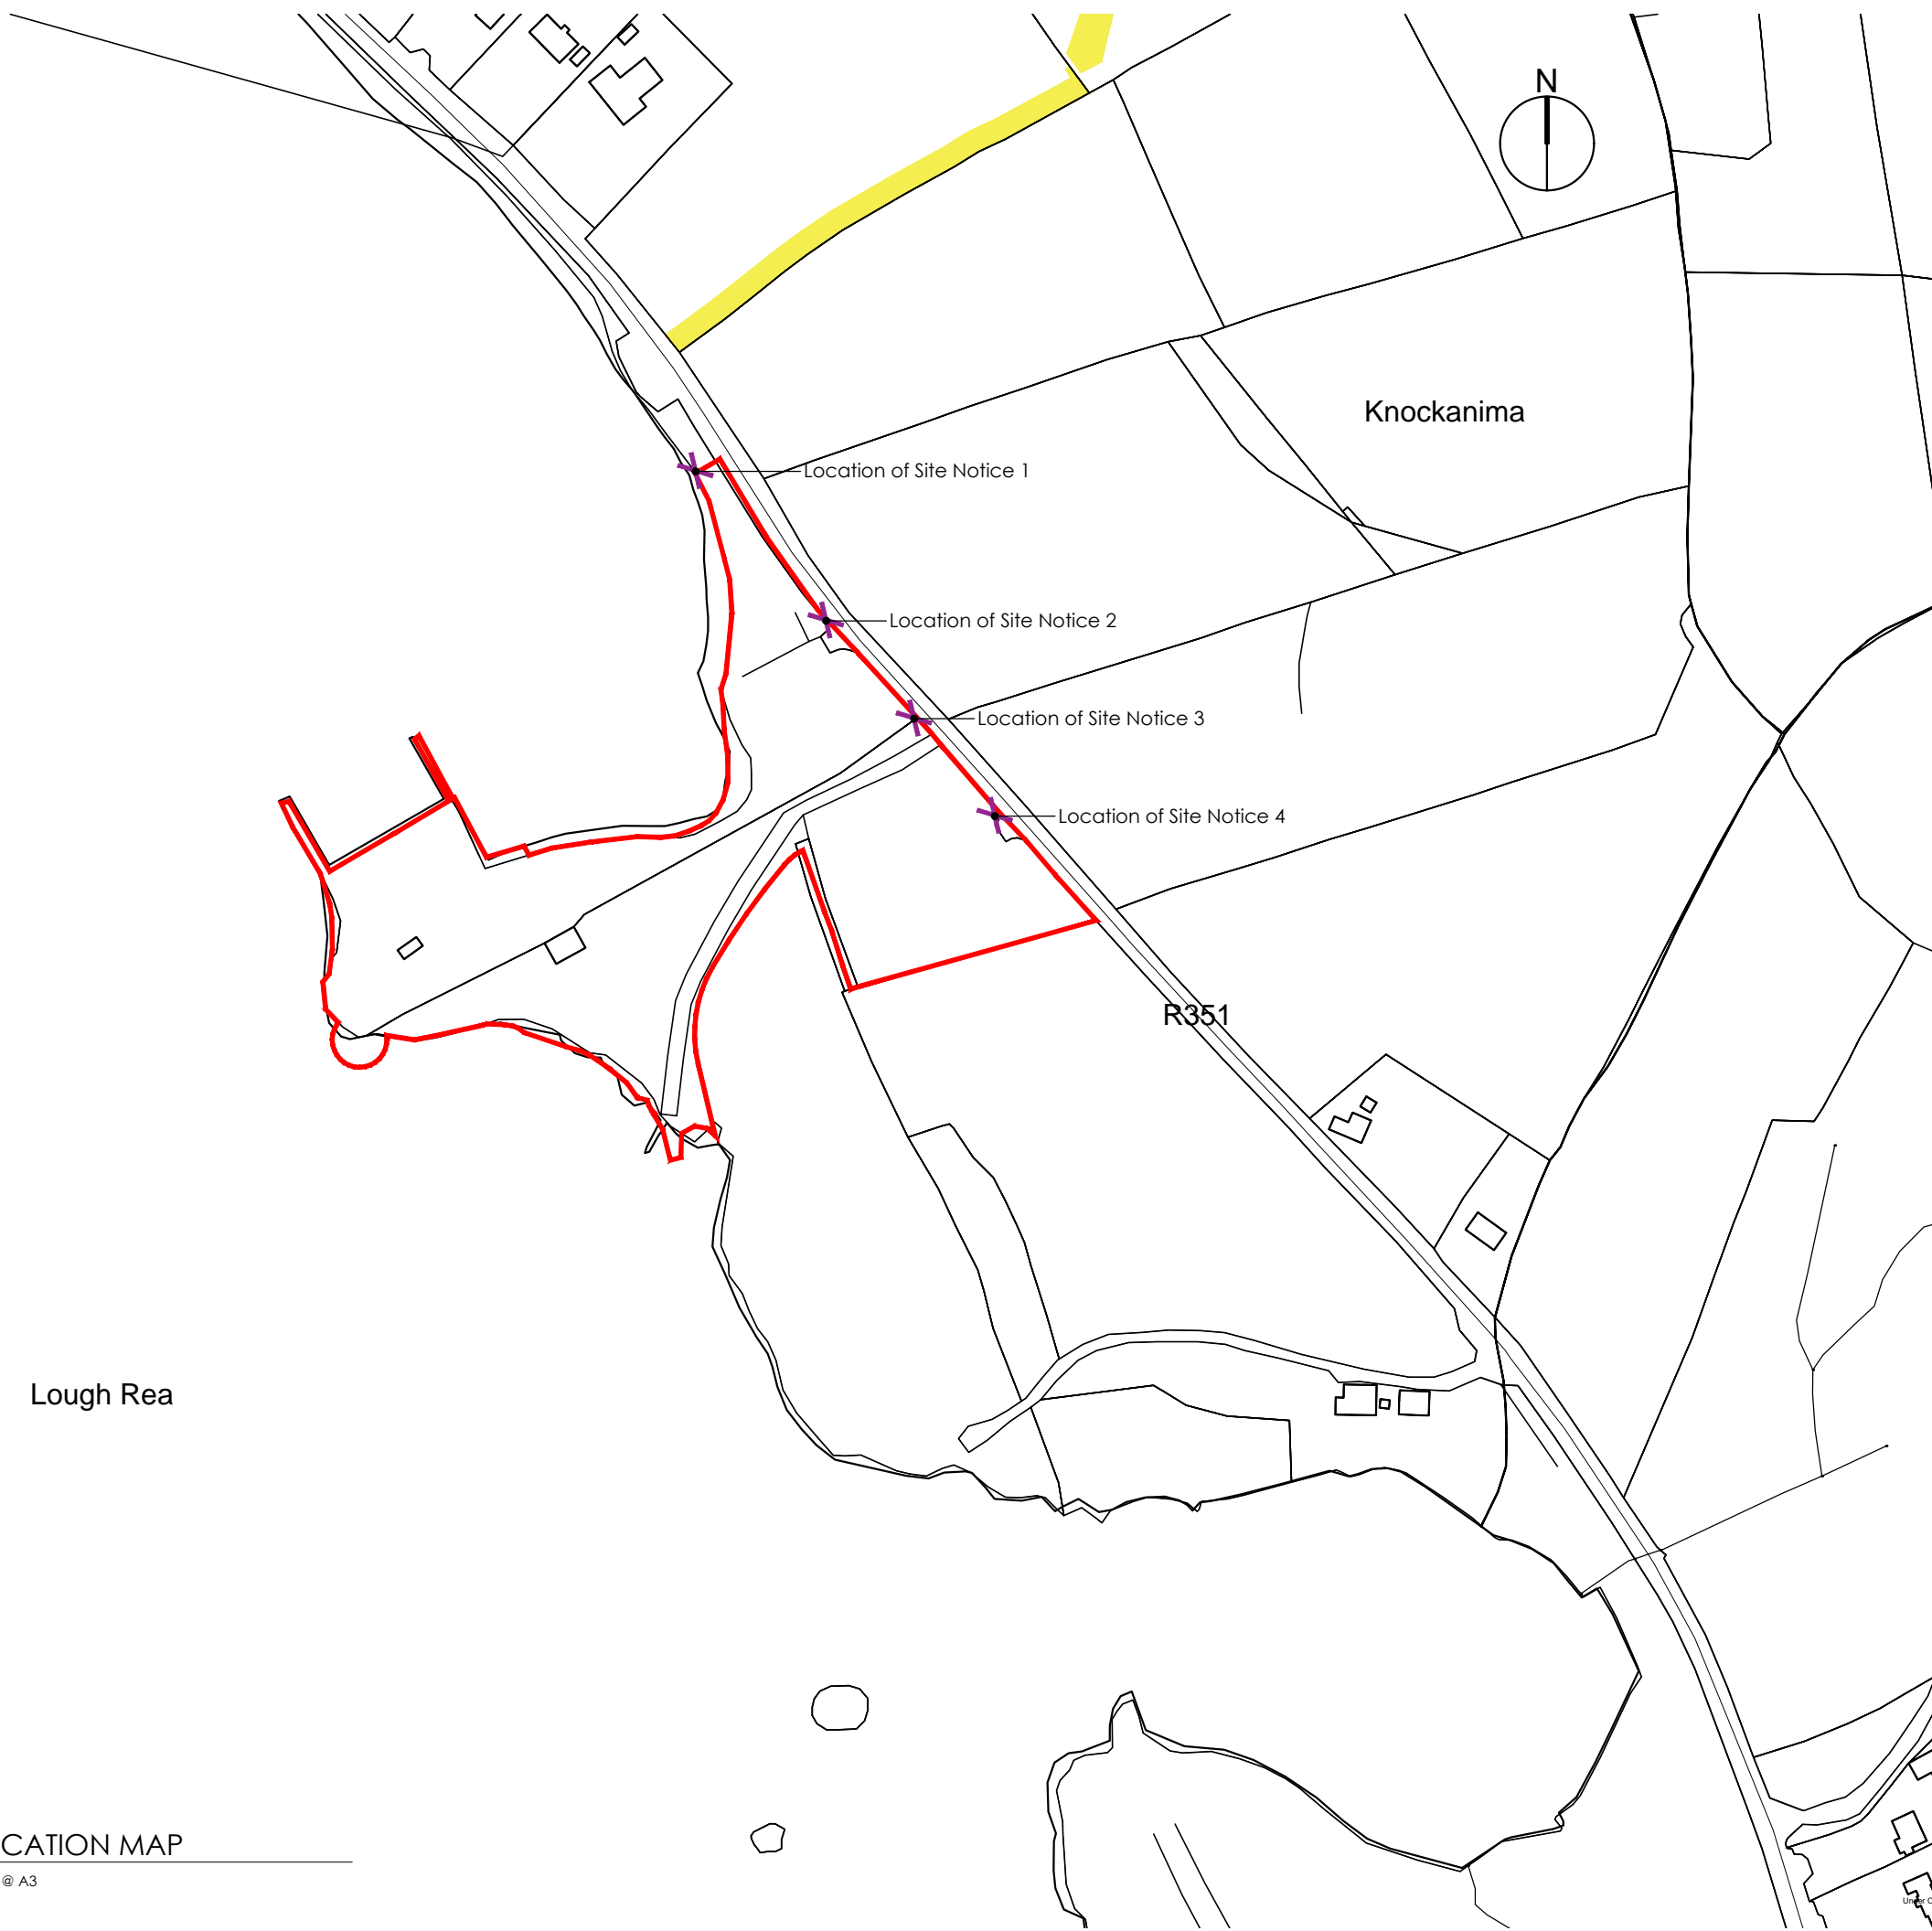 N
Knockanima
Location of Site Notice 1
Location of Site Notice 2
Location of Site Notice 3
Location of Site Notice 4
R351
Lough Rea
CATION MAP
@ A3